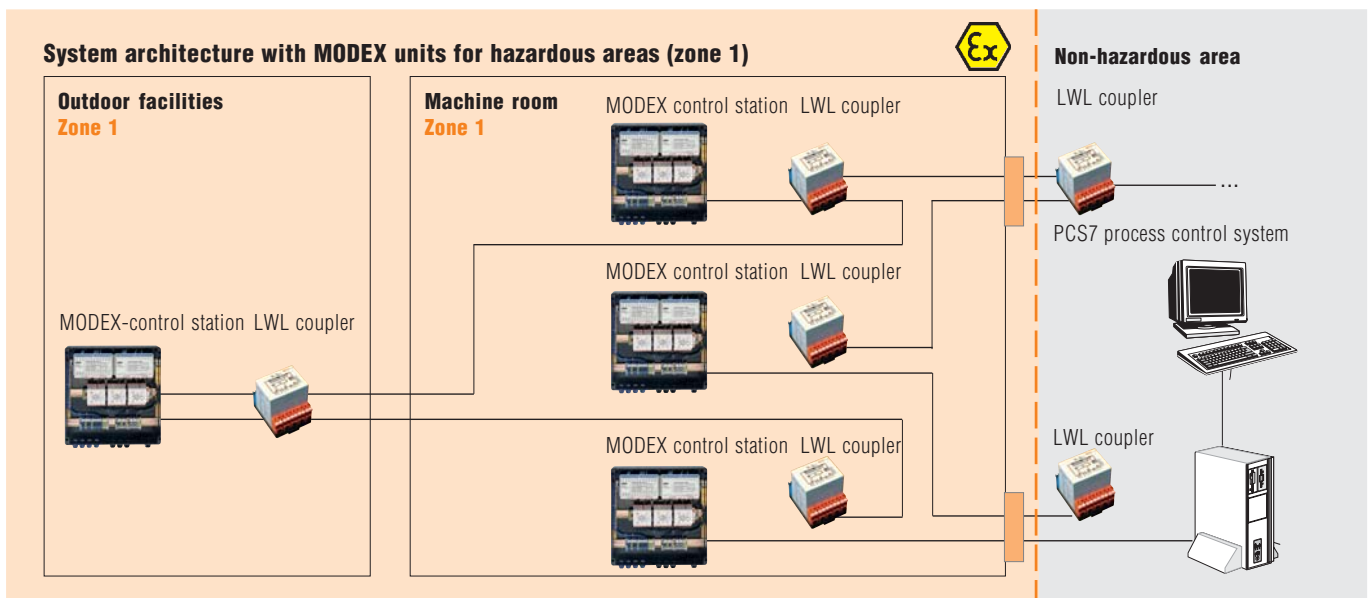 System architecture with MODEX units for hazardous areas (zone 1)
Ex
Non-hazardous area
Outdoor facilities
Zone 1
Machine room
Zone 1
MODEX control station LWL coupler
LWL coupler
...
PCS7 process control system
MODEX control station LWL coupler
MODEX-control station LWL coupler
MODEX control station LWL coupler
LWL coupler